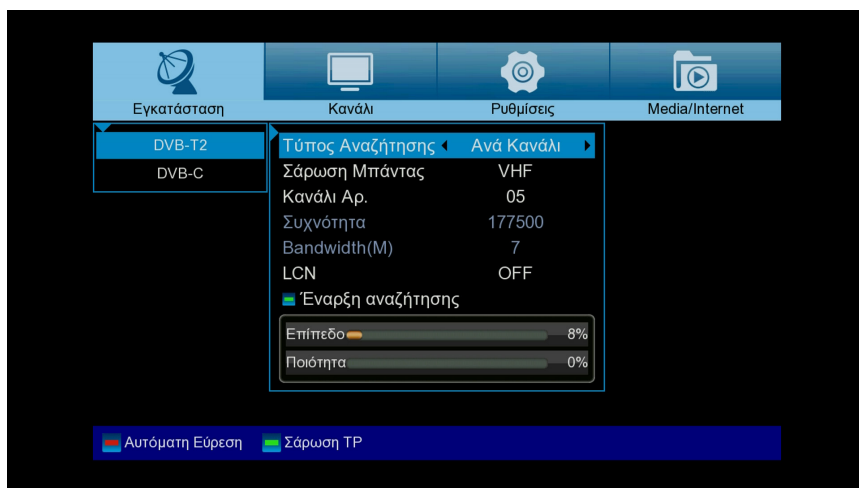 Εγκατάσταση Κανάλι Ρυθμίσεις Media/Internet
DVB-T2
DVB-C
Τύπος Αναζήτησης Ανά Κανάλι
Σάρωση Μπάντας VHF
Κανάλι Αρ. 05
Συχνότητα 177500
Bandwidth(M) 7
LCN OFF
Έναρξη αναζήτησης
Επίπεδο 8%
Ποιότητα 0%
Αυτόματη Εύρεση Σάρωση TP